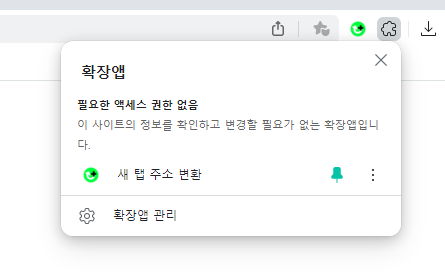 확장앱
필요한 액세스 권한 없음
이 사이트의 정보를 확인하고 변경할 필요가 없는 확장앱입니
다.
새 탭 주소 변환
확장앱 관리